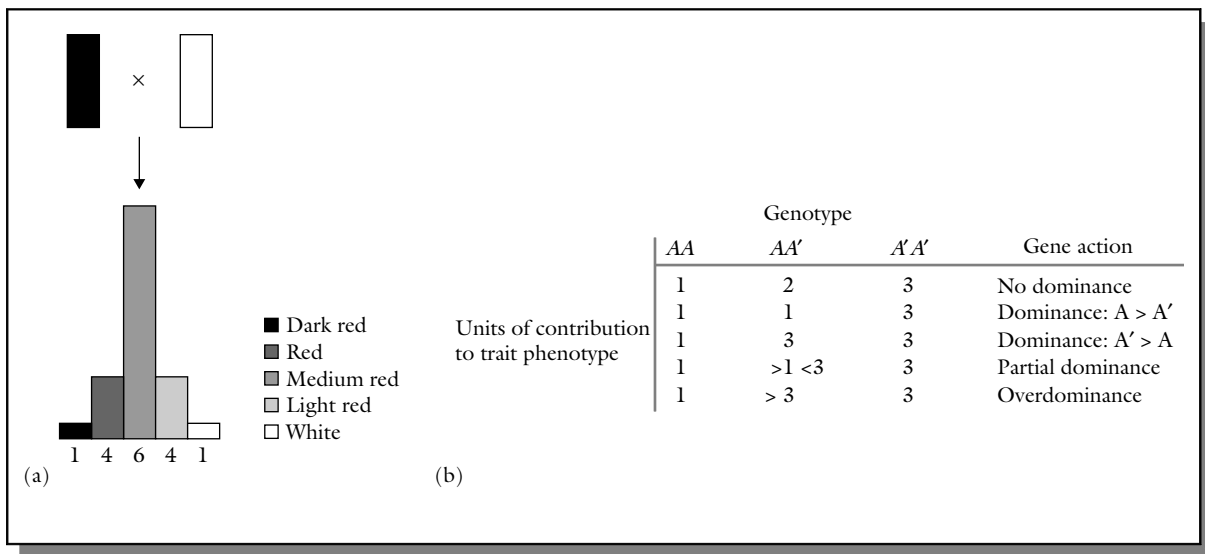 ×
Dark red
Red
Medium red
Light red
White
1 4 6 4 1
(a)
Genotype
AA AA′ A′A′ Gene action
Units of contribution
to trait phenotype
1 2 3 No dominance
1 1 3 Dominance: A > A′
1 3 3 Dominance: A′ > A
1 >1 <3 3 Partial dominance
1 > 3 3 Overdominance
(b)